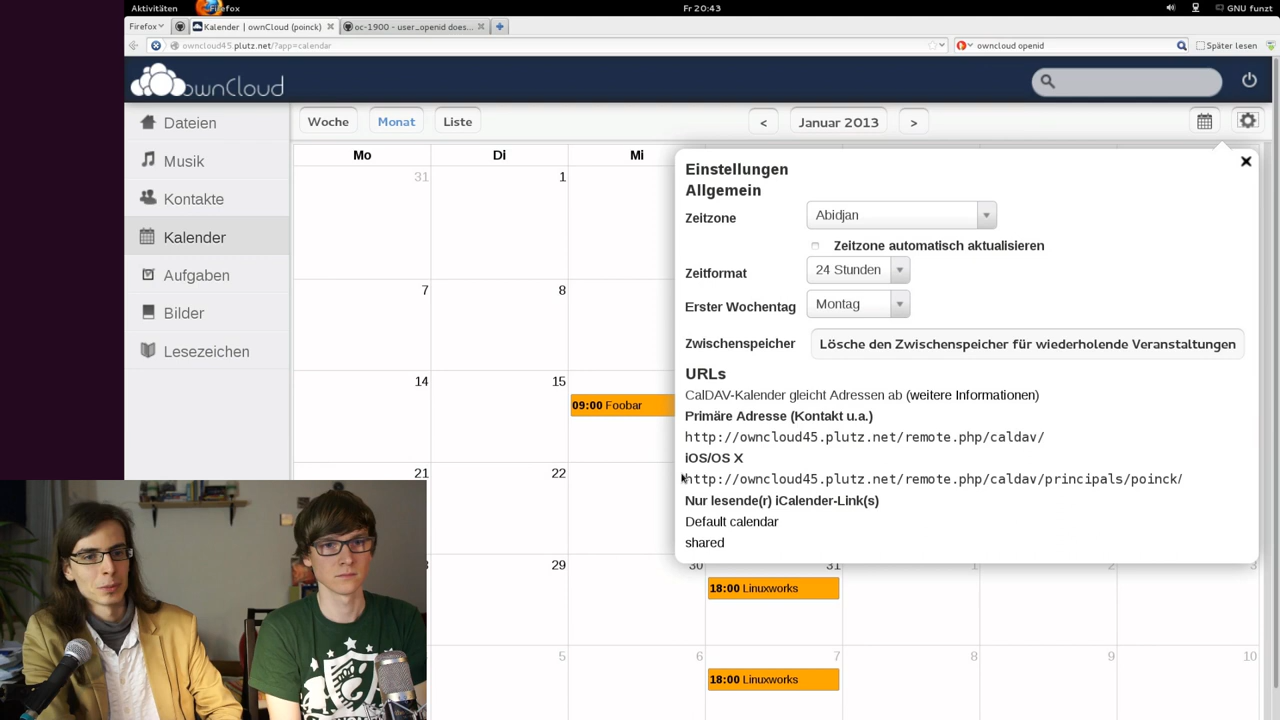 Aktivitäten Firefox Fr 20:43 GNU funzt
Firefox Kalender | ownCloud (poinck) oc-1900 - user_openid does...
owncloud45.plutz.net/?app=calendar owncloud openid Später lesen
ownCloud
Dateien
Musik
Kontakte
Kalender
Aufgaben
Bilder
Lesezeichen
Woche Monat Liste < Januar 2013 >
Mo Di Mi
31 1
7 8
14 15
09:00 Foobar
21 22
29 30 31 1 2 3
18:00 Linuxworks
5 6 7 8 9 10
18:00 Linuxworks
Einstellungen
Allgemein
Zeitzone Abidjan
Zeitzone automatisch aktualisieren
Zeitformat 24 Stunden
Erster Wochentag Montag
Zwischenspeicher Lösche den Zwischenspeicher für wiederholende Veranstaltungen
URLs
CalDAV-Kalender gleicht Adressen ab (weitere Informationen)
Primäre Adresse (Kontakt u.a.)
http://owncloud45.plutz.net/remote.php/caldav/
iOS/OS X
http://owncloud45.plutz.net/remote.php/caldav/principals/poinck/
Nur lesende(r) iCalender-Link(s)
Default calendar
shared